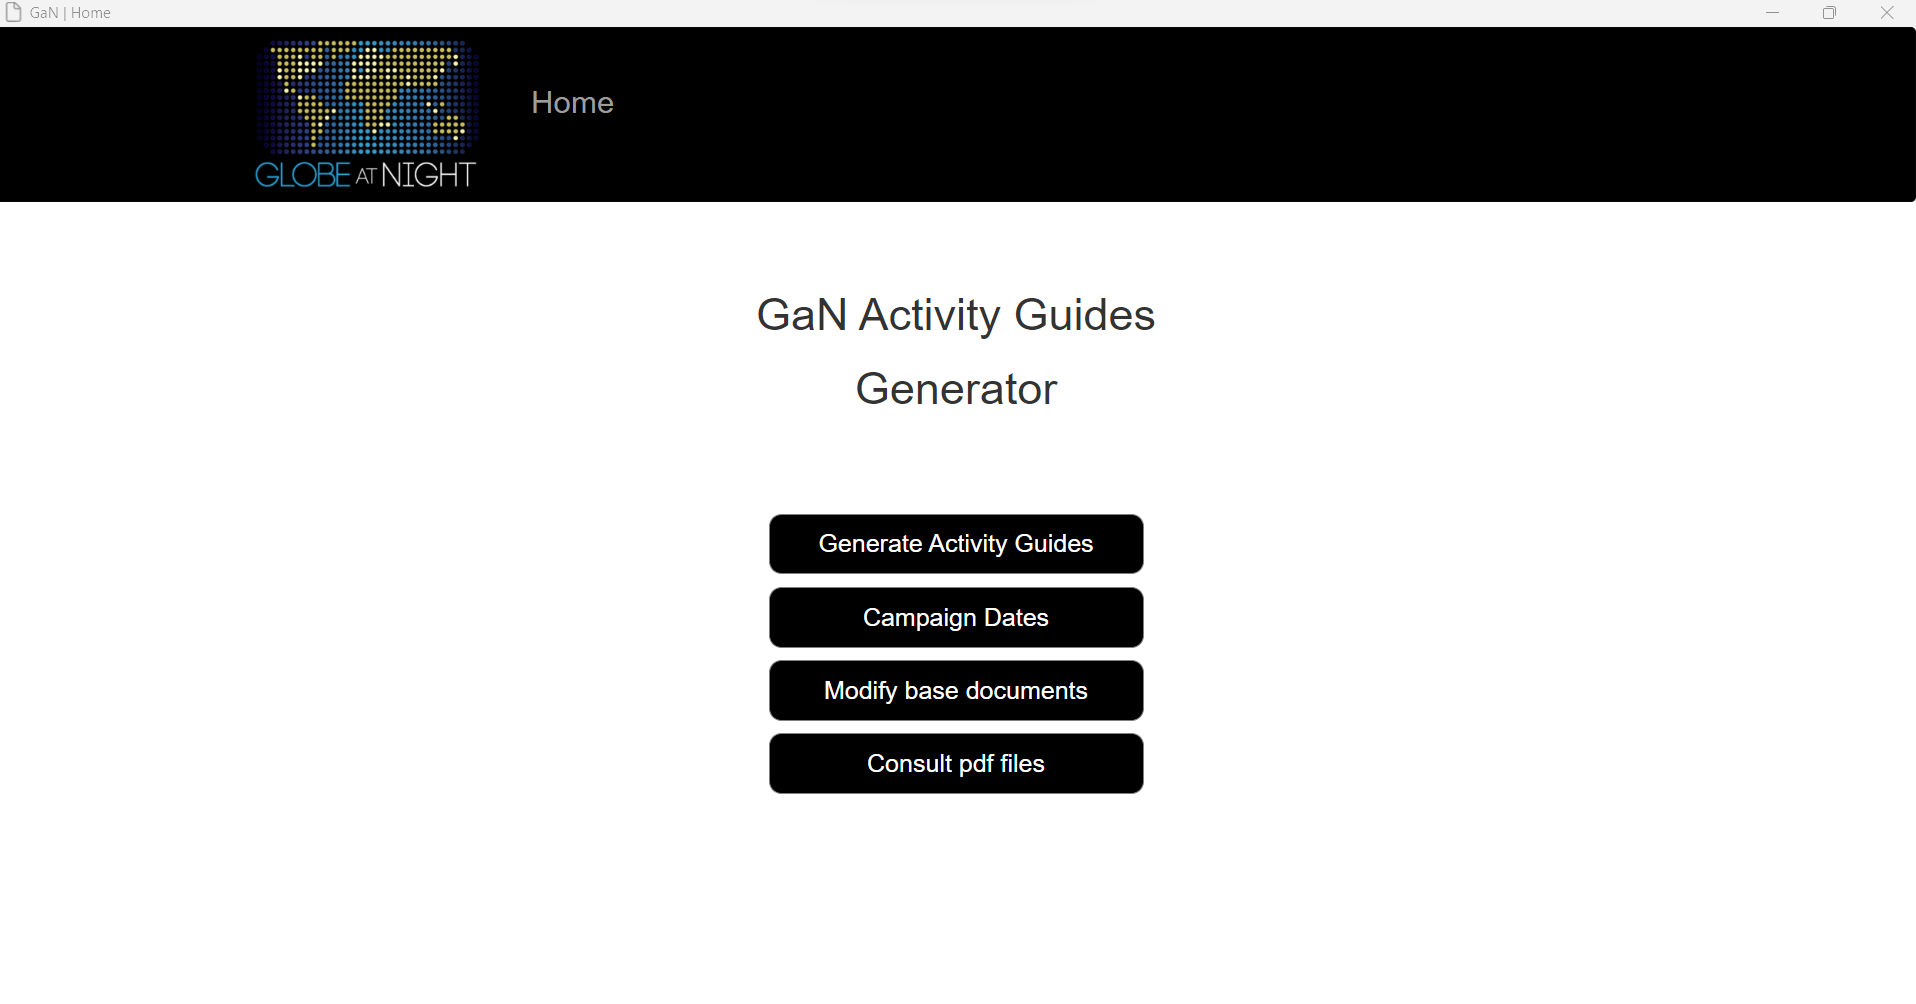 GaN | Home
GLOBE AT NIGHT
Home
GaN Activity Guides
Generator
Generate Activity Guides
Campaign Dates
Modify base documents
Consult pdf files